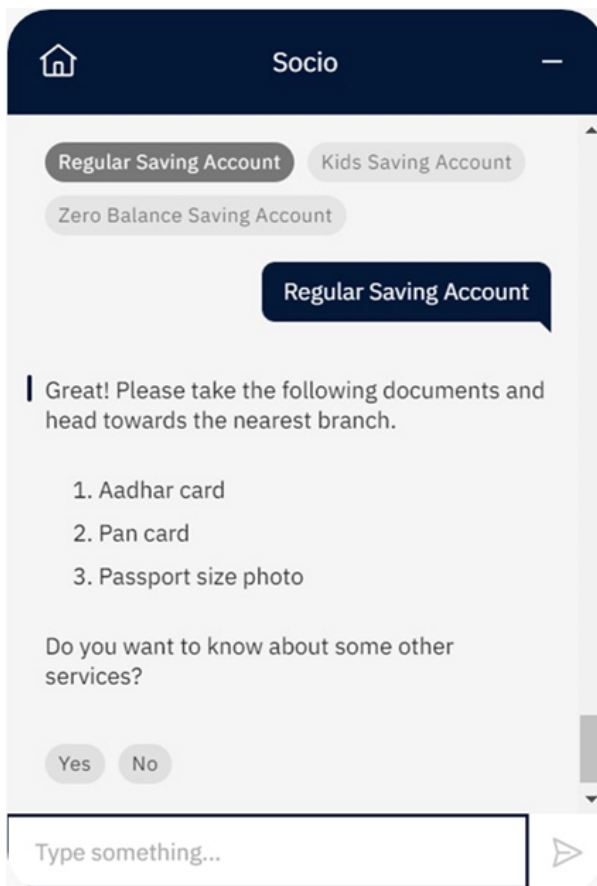 Socio
Regular Saving Account
Kids Saving Account
Zero Balance Saving Account
Regular Saving Account
Great! Please take the following documents and
head towards the nearest branch.
1. Aadhar card
2. Pan card
3. Passport size photo
Do you want to know about some other
services?
Yes
No
Type something...